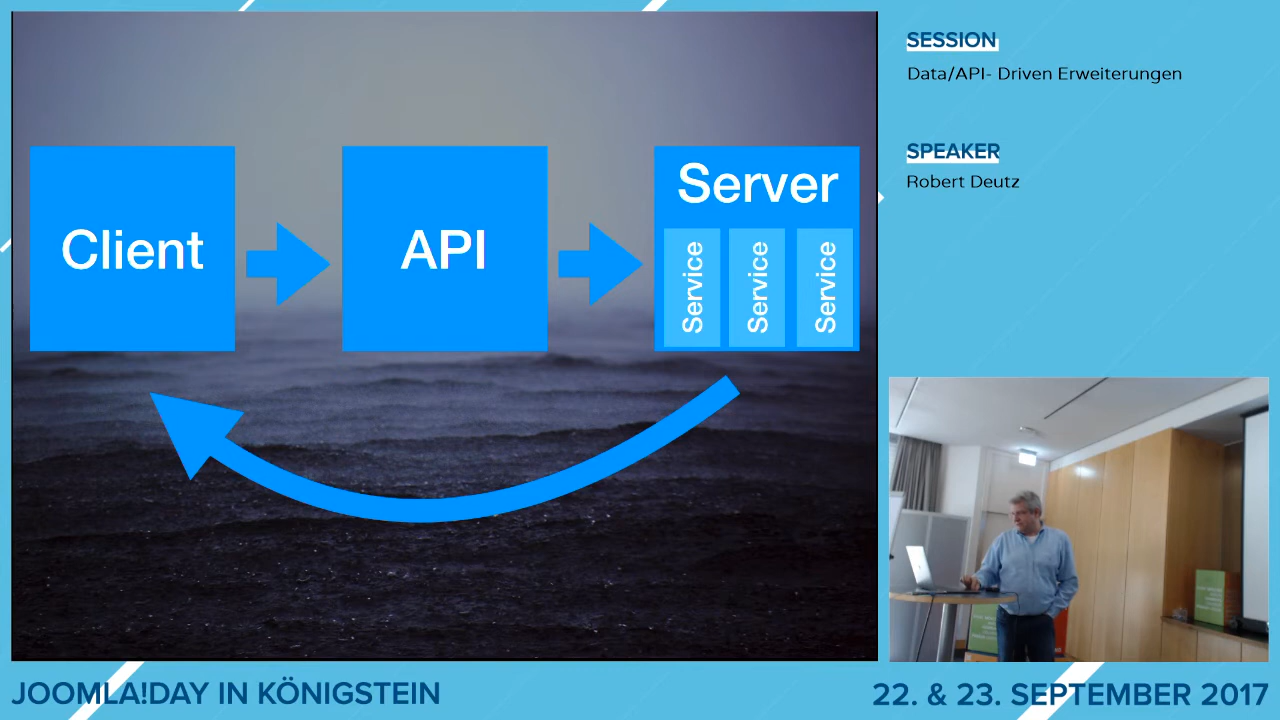 SESSION
Data/API- Driven Erweiterungen
SPEAKER
Robert Deutz
Client
API
Server
Service
Service
Service
JOOMLA!DAY IN KÖNIGSTEIN
22. & 23. SEPTEMBER 2017